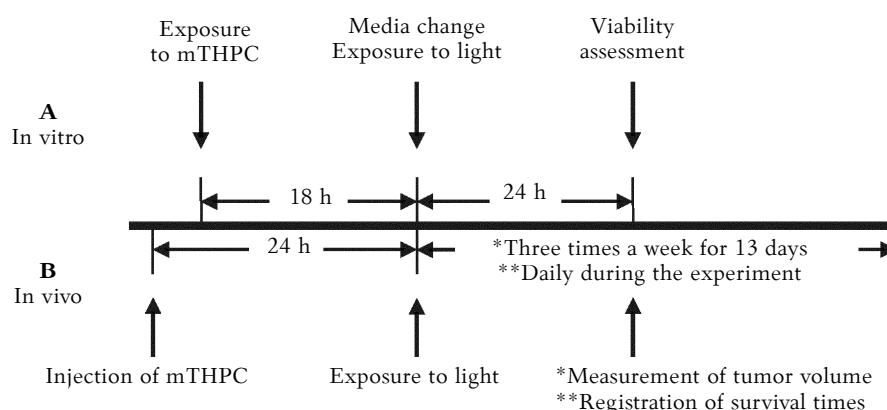 Exposure
to mTHPC
Media change
Exposure to light
Viability
assessment
A
In vitro
18 h
24 h
24 h
*Three times a week for 13 days
**Daily during the experiment
B
In vivo
Injection of mTHPC
Exposure to light
*Measurement of tumor volume
**Registration of survival times